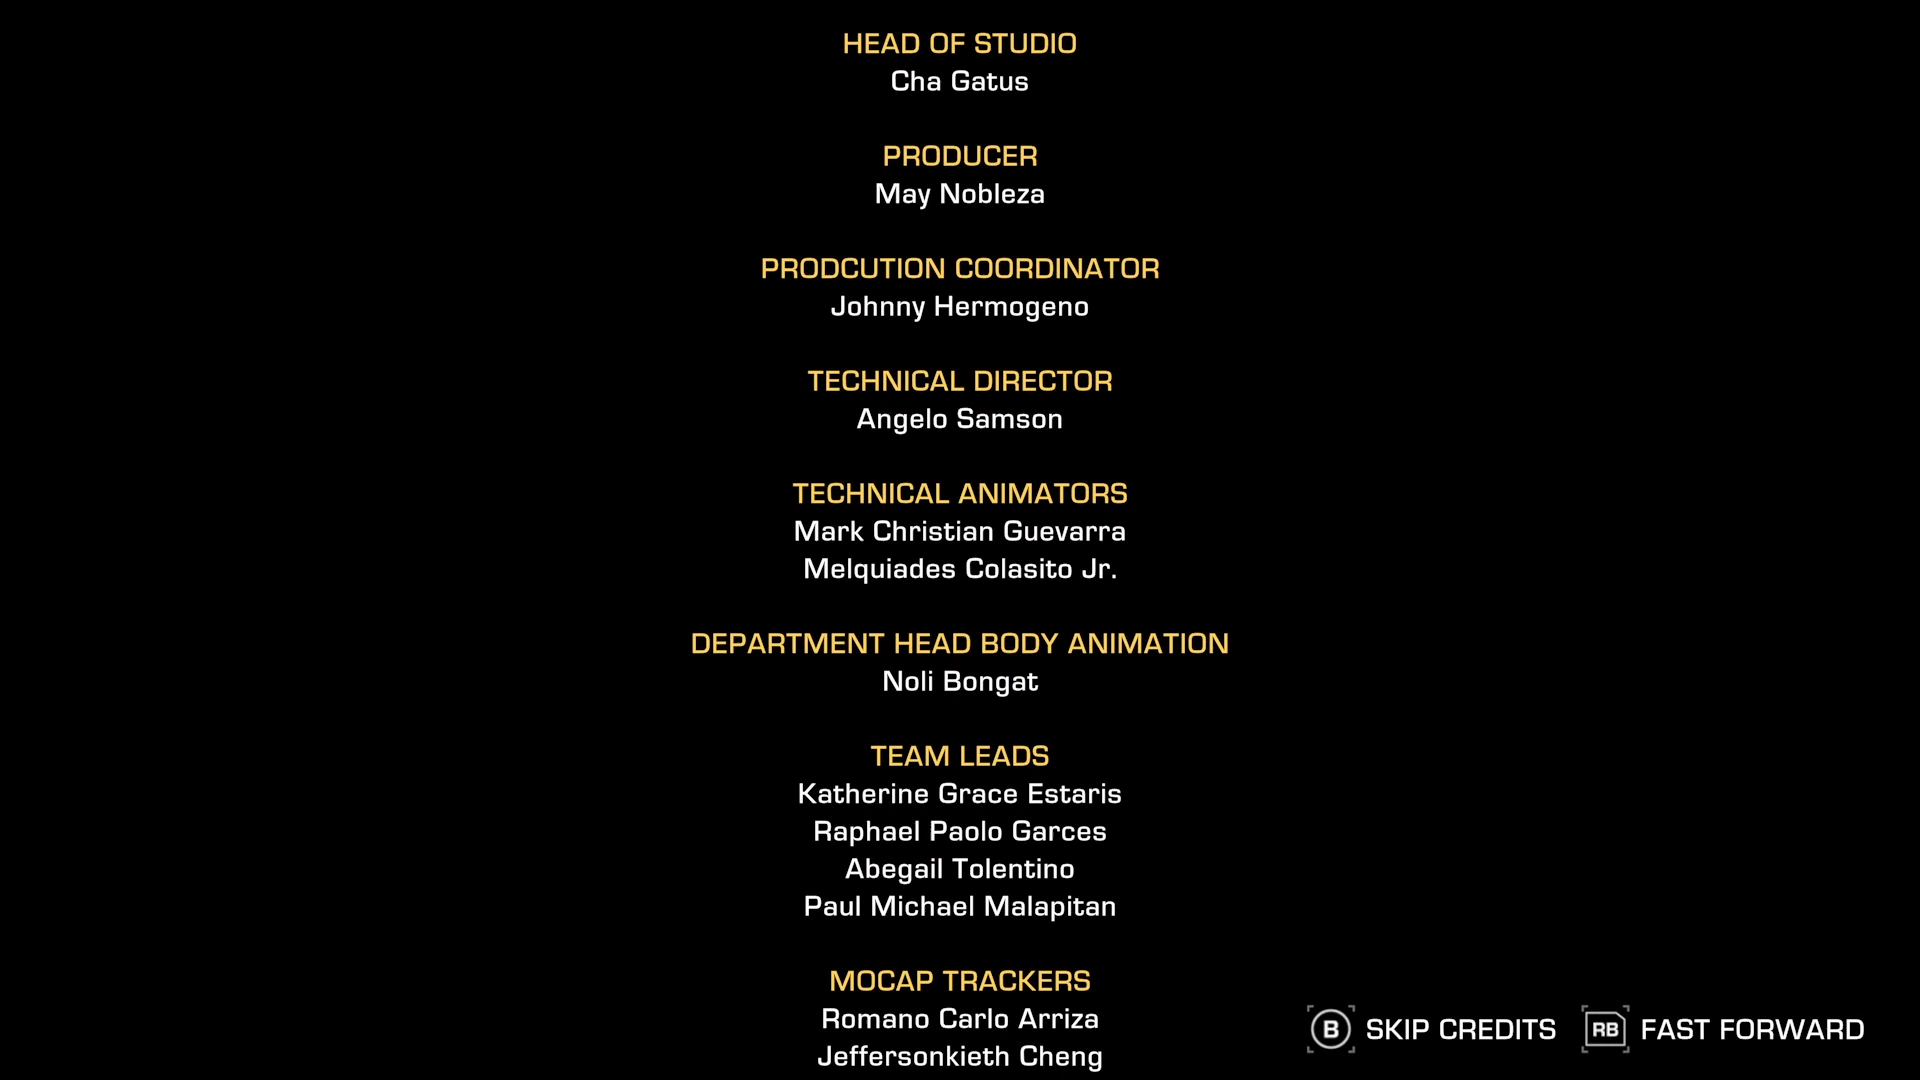 HEAD OF STUDIO
Cha Gatus
PRODUCER
May Nobleza
PRODCUTION COORDINATOR
Johnny Hermogeno
TECHNICAL DIRECTOR
Angelo Samson
TECHNICAL ANIMATORS
Mark Christian Guevarra
Melquiades Colasito Jr.
DEPARTMENT HEAD BODY ANIMATION
Noli Bongat
TEAM LEADS
Katherine Grace Estaris
Raphael Paolo Garces
Abegail Tolentino
Paul Michael Malapitan
MOCAP TRACKERS
Romano Carlo Arriza
Jeffersonkieth Cheng
B SKIP CREDITS RB FAST FORWARD